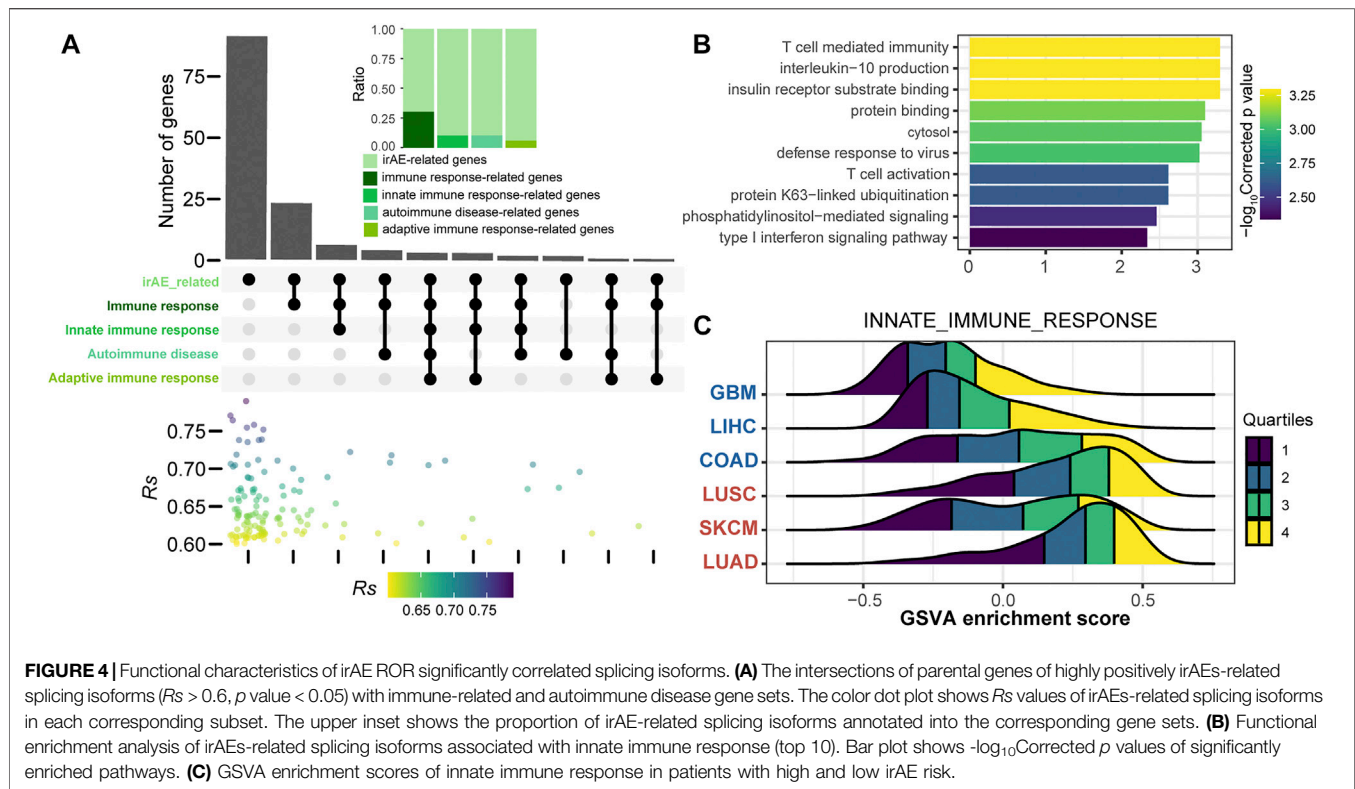 A
Number of genes
75
50
25
0
Ratio
1.00
0.75
0.50
0.25
0.00
irAE-related genes
immune response-related genes
innate immune response-related genes
autoimmune disease-related genes
adaptive immune response-related genes
irAE_related
Immune response
Innate immune response
Autoimmune disease
Adaptive immune response
Rs
0.75
0.70
0.65
0.60
Rs
0.65 0.70 0.75
B
T cell mediated immunity
interleukin−10 production
insulin receptor substrate binding
protein binding
cytosol
defense response to virus
T cell activation
protein K63−linked ubiquitination
phosphatidylinositol−mediated signaling
type I interferon signaling pathway
0 1 2 3
−log10Corrected p value
3.25
3.00
2.75
2.50
C
INNATE_IMMUNE_RESPONSE
GBM
LIHC
COAD
LUSC
SKCM
LUAD
−0.5 0.0 0.5
GSVA enrichment score
Quartiles
1
2
3
4
FIGURE 4 | Functional characteristics of irAE ROR significantly correlated splicing isoforms. (A) The intersections of parental genes of highly positively irAEs-related
splicing isoforms (Rs > 0.6, p value < 0.05) with immune-related and autoimmune disease gene sets. The color dot plot shows Rs values of irAEs-related splicing isoforms
in each corresponding subset. The upper inset shows the proportion of irAE-related splicing isoforms annotated into the corresponding gene sets. (B) Functional
enrichment analysis of irAEs-related splicing isoforms associated with innate immune response (top 10). Bar plot shows -log10Corrected p values of significantly
enriched pathways. (C) GSVA enrichment scores of innate immune response in patients with high and low irAE risk.